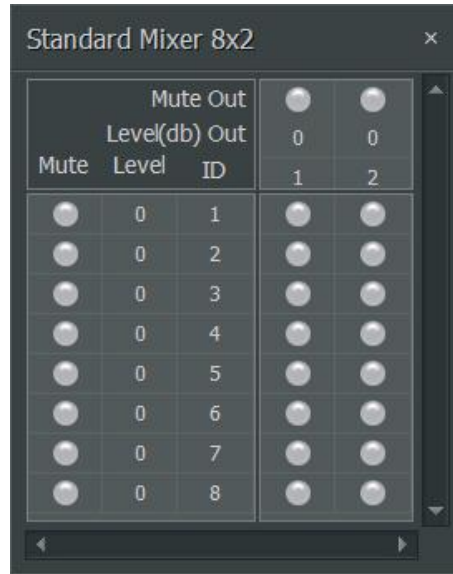 Standard Mixer 8x2 ×
Mute Out
Level(db) Out 0 0
Mute Level ID 1 2
0 1
0 2
0 3
0 4
0 5
0 6
0 7
0 8